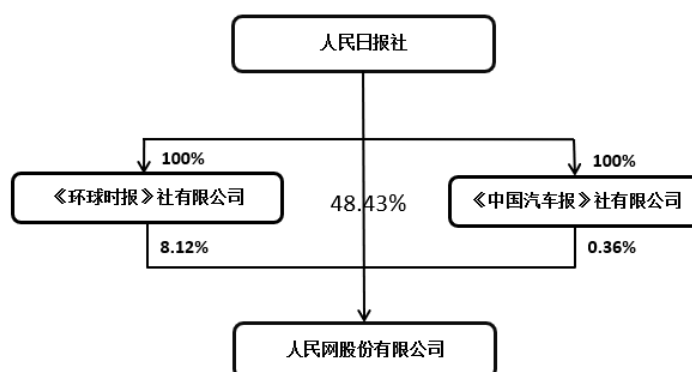 人民日报社
100%
100%
《环球时报》社有限公司
48.43%
《中国汽车报》社有限公司
8.12%
0.36%
人民网股份有限公司